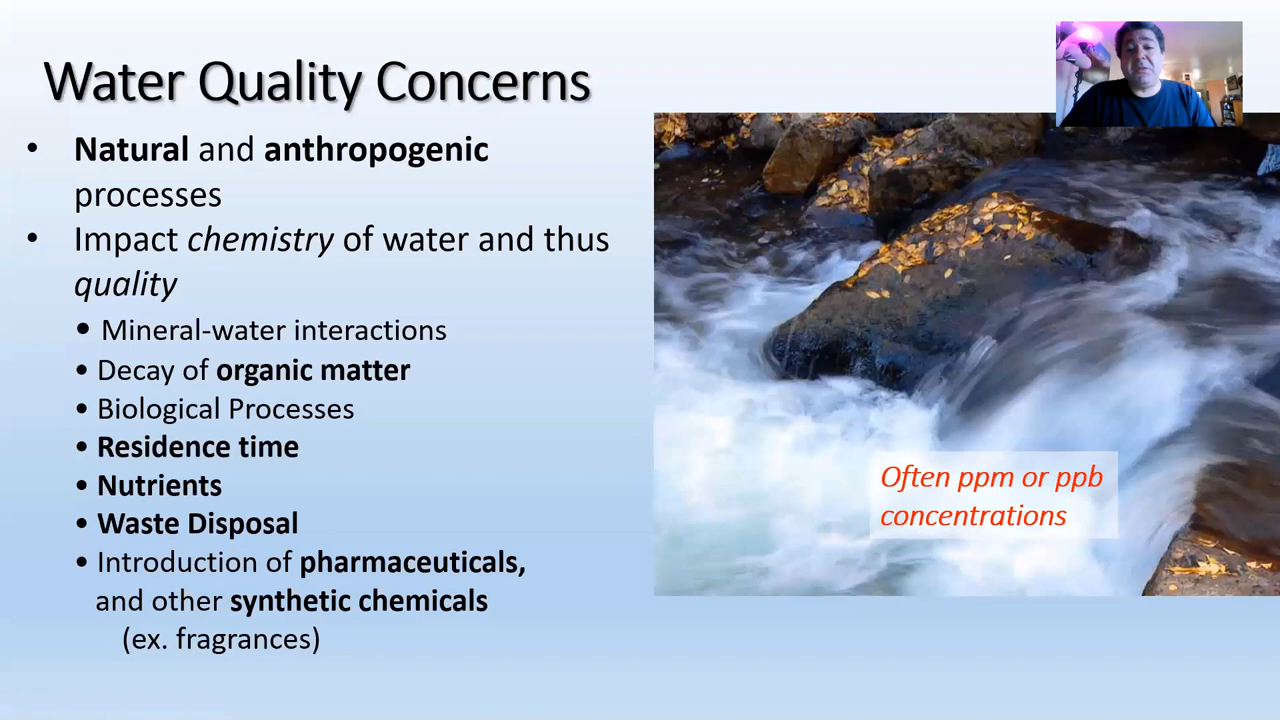 Water Quality Concerns
• Natural and anthropogenic
processes
• Impact chemistry of water and thus
quality
• Mineral-water interactions
• Decay of organic matter
• Biological Processes
• Residence time
• Nutrients
• Waste Disposal
• Introduction of pharmaceuticals,
and other synthetic chemicals
(ex. fragrances)
Often ppm or ppb
concentrations